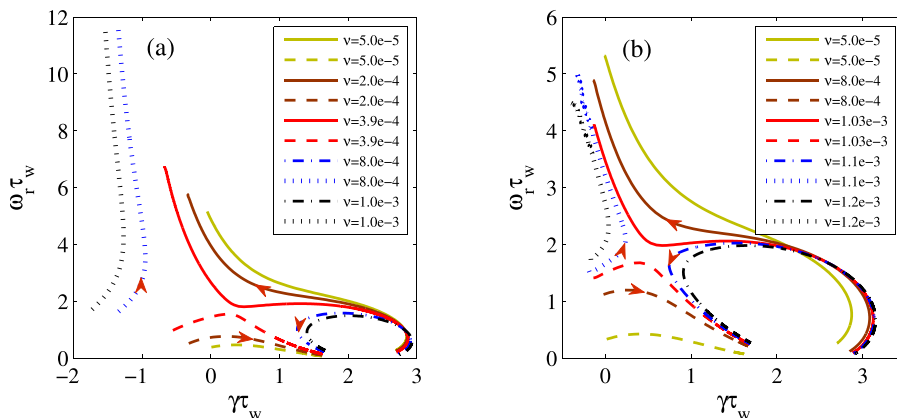 (a)
ω_r τ_w
12
10
8
6
4
2
0
−2
−1
0
1
2
3
γτ_w
ν=5.0e−5
ν=5.0e−5
ν=2.0e−4
ν=2.0e−4
ν=3.9e−4
ν=3.9e−4
ν=8.0e−4
ν=8.0e−4
ν=1.0e−3
ν=1.0e−3
(b)
ω_r τ_w
6
5
4
3
2
1
0
0
1
2
3
γτ_w
ν=5.0e−5
ν=5.0e−5
ν=8.0e−4
ν=8.0e−4
ν=1.03e−3
ν=1.03e−3
ν=1.1e−3
ν=1.1e−3
ν=1.2e−3
ν=1.2e−3